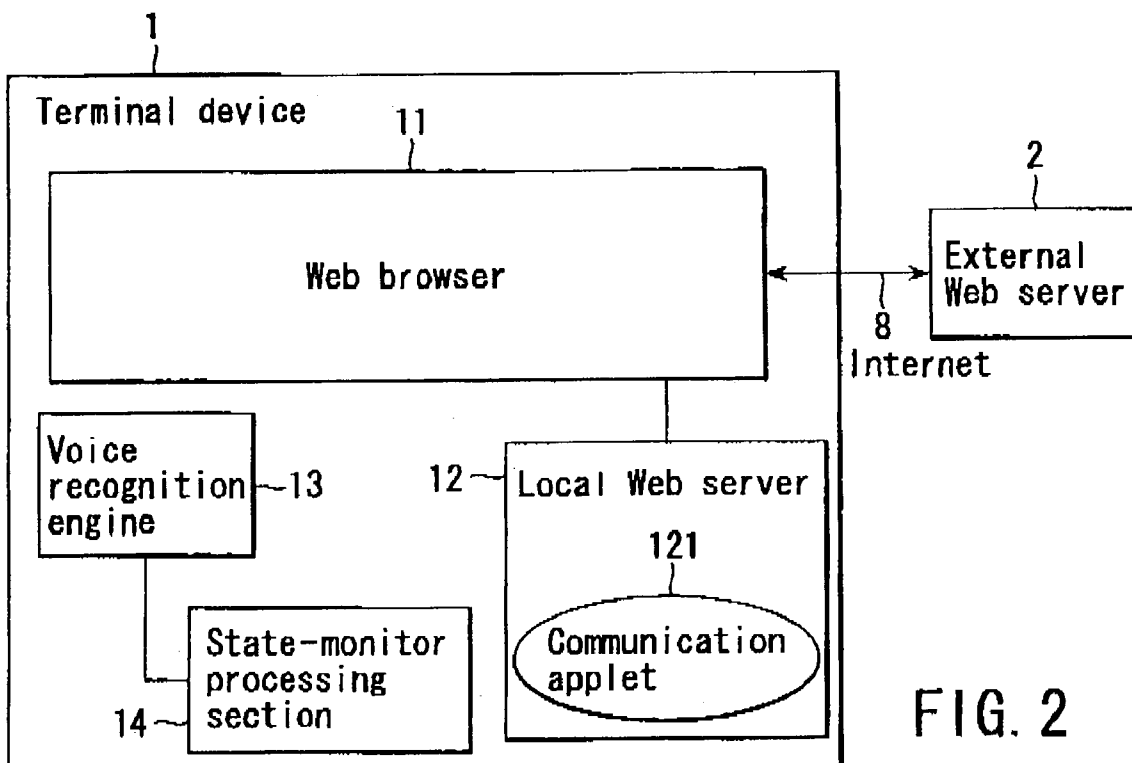 1
Terminal device
11
Web browser
2
External
Web server
8
Internet
Voice
recognition
engine
13
12
Local Web server
121
Communication
applet
State-monitor
processing
section
14
FIG. 2